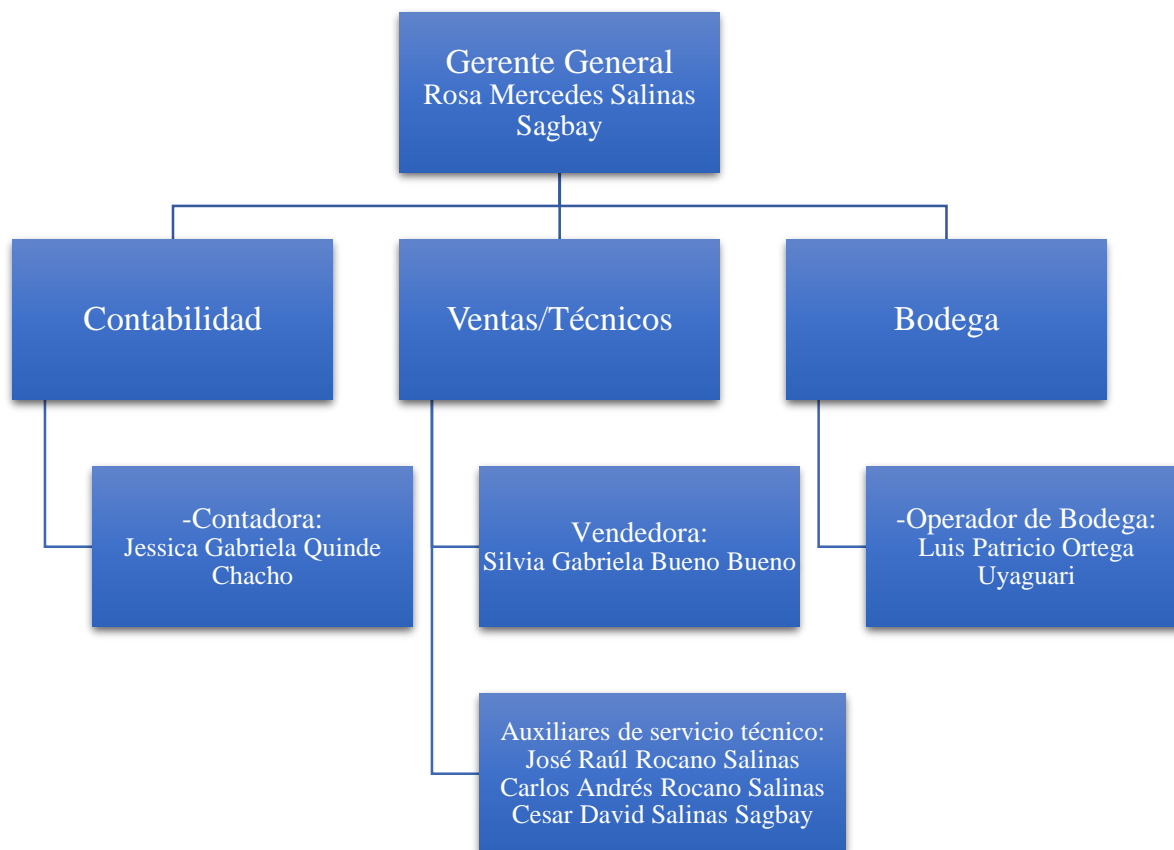 Gerente General
Rosa Mercedes Salinas
Sagbay
Contabilidad
Ventas/Técnicos
Bodega
-Contadora:
Jessica Gabriela Quinde
Chacho
Vendedora:
Silvia Gabriela Bueno Bueno
-Operador de Bodega:
Luis Patricio Ortega
Uyaguari
Auxiliares de servicio técnico:
José Raúl Rocano Salinas
Carlos Andrés Rocano Salinas
Cesar David Salinas Sagbay